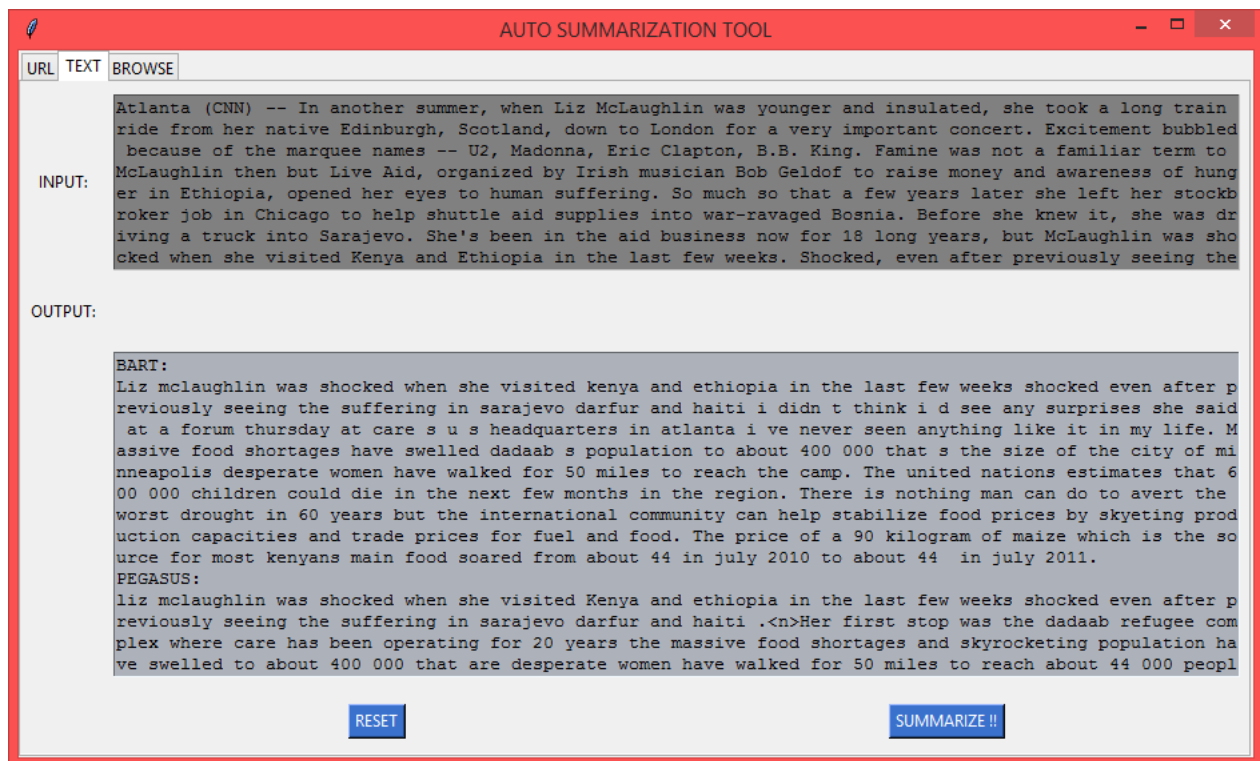 AUTO SUMMARIZATION TOOL
URL TEXT BROWSE
INPUT:
Atlanta (CNN) -- In another summer, when Liz McLaughlin was younger and insulated, she took a long train
ride from her native Edinburgh, Scotland, down to London for a very important concert. Excitement bubbled
because of the marquee names -- U2, Madonna, Eric Clapton, B.B. King. Famine was not a familiar term to
McLaughlin then but Live Aid, organized by Irish musician Bob Geldof to raise money and awareness of hung
er in Ethiopia, opened her eyes to human suffering. So much so that a few years later she left her stockb
roker job in Chicago to help shuttle aid supplies into war-ravaged Bosnia. Before she knew it, she was dr
iving a truck into Sarajevo. She's been in the aid business now for 18 long years, but McLaughlin was sho
cked when she visited Kenya and Ethiopia in the last few weeks. Shocked, even after previously seeing the
OUTPUT:
BART:
Liz mclaughlin was shocked when she visited kenya and ethiopia in the last few weeks shocked even after p
reviously seeing the suffering in sarajevo darfur and haiti i didn t think i d see any surprises she said
at a forum thursday at care s u s headquarters in atlanta i ve never seen anything like it in my life. M
assive food shortages have swelled dadaab s population to about 400 000 that s the size of the city of mi
nneapolis desperate women have walked for 50 miles to reach the camp. The united nations estimates that 6
00 000 children could die in the next few months in the region. There is nothing man can do to avert the
worst drought in 60 years but the international community can help stabilize food prices by skyeting prod
uction capacities and trade prices for fuel and food. The price of a 90 kilogram of maize which is the so
urce for most kenyans main food soared from about 44 in july 2010 to about 44  in july 2011.
PEGASUS:
liz mclaughlin was shocked when she visited Kenya and ethiopia in the last few weeks shocked even after p
reviously seeing the suffering in sarajevo darfur and haiti .<n>Her first stop was the dadaab refugee com
plex where care has been operating for 20 years the massive food shortages and skyrocketing population ha
ve swelled to about 400 000 that are desperate women have walked for 50 miles to reach about 44 000 peopl
RESET SUMMARIZE !!